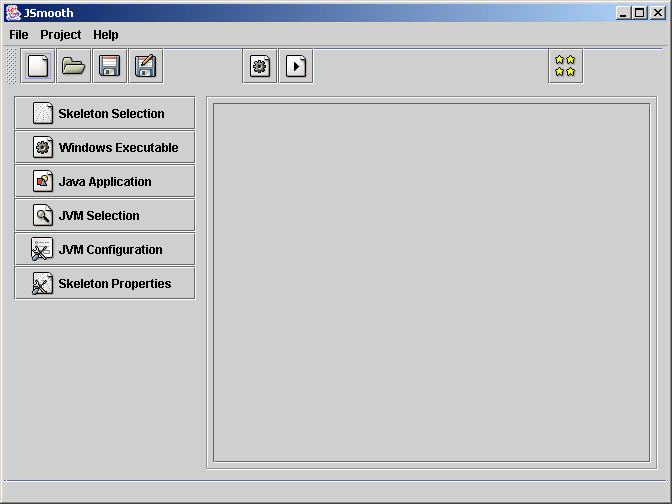 JSmooth
File Project Help
Skeleton Selection
Windows Executable
Java Application
JVM Selection
JVM Configuration
Skeleton Properties